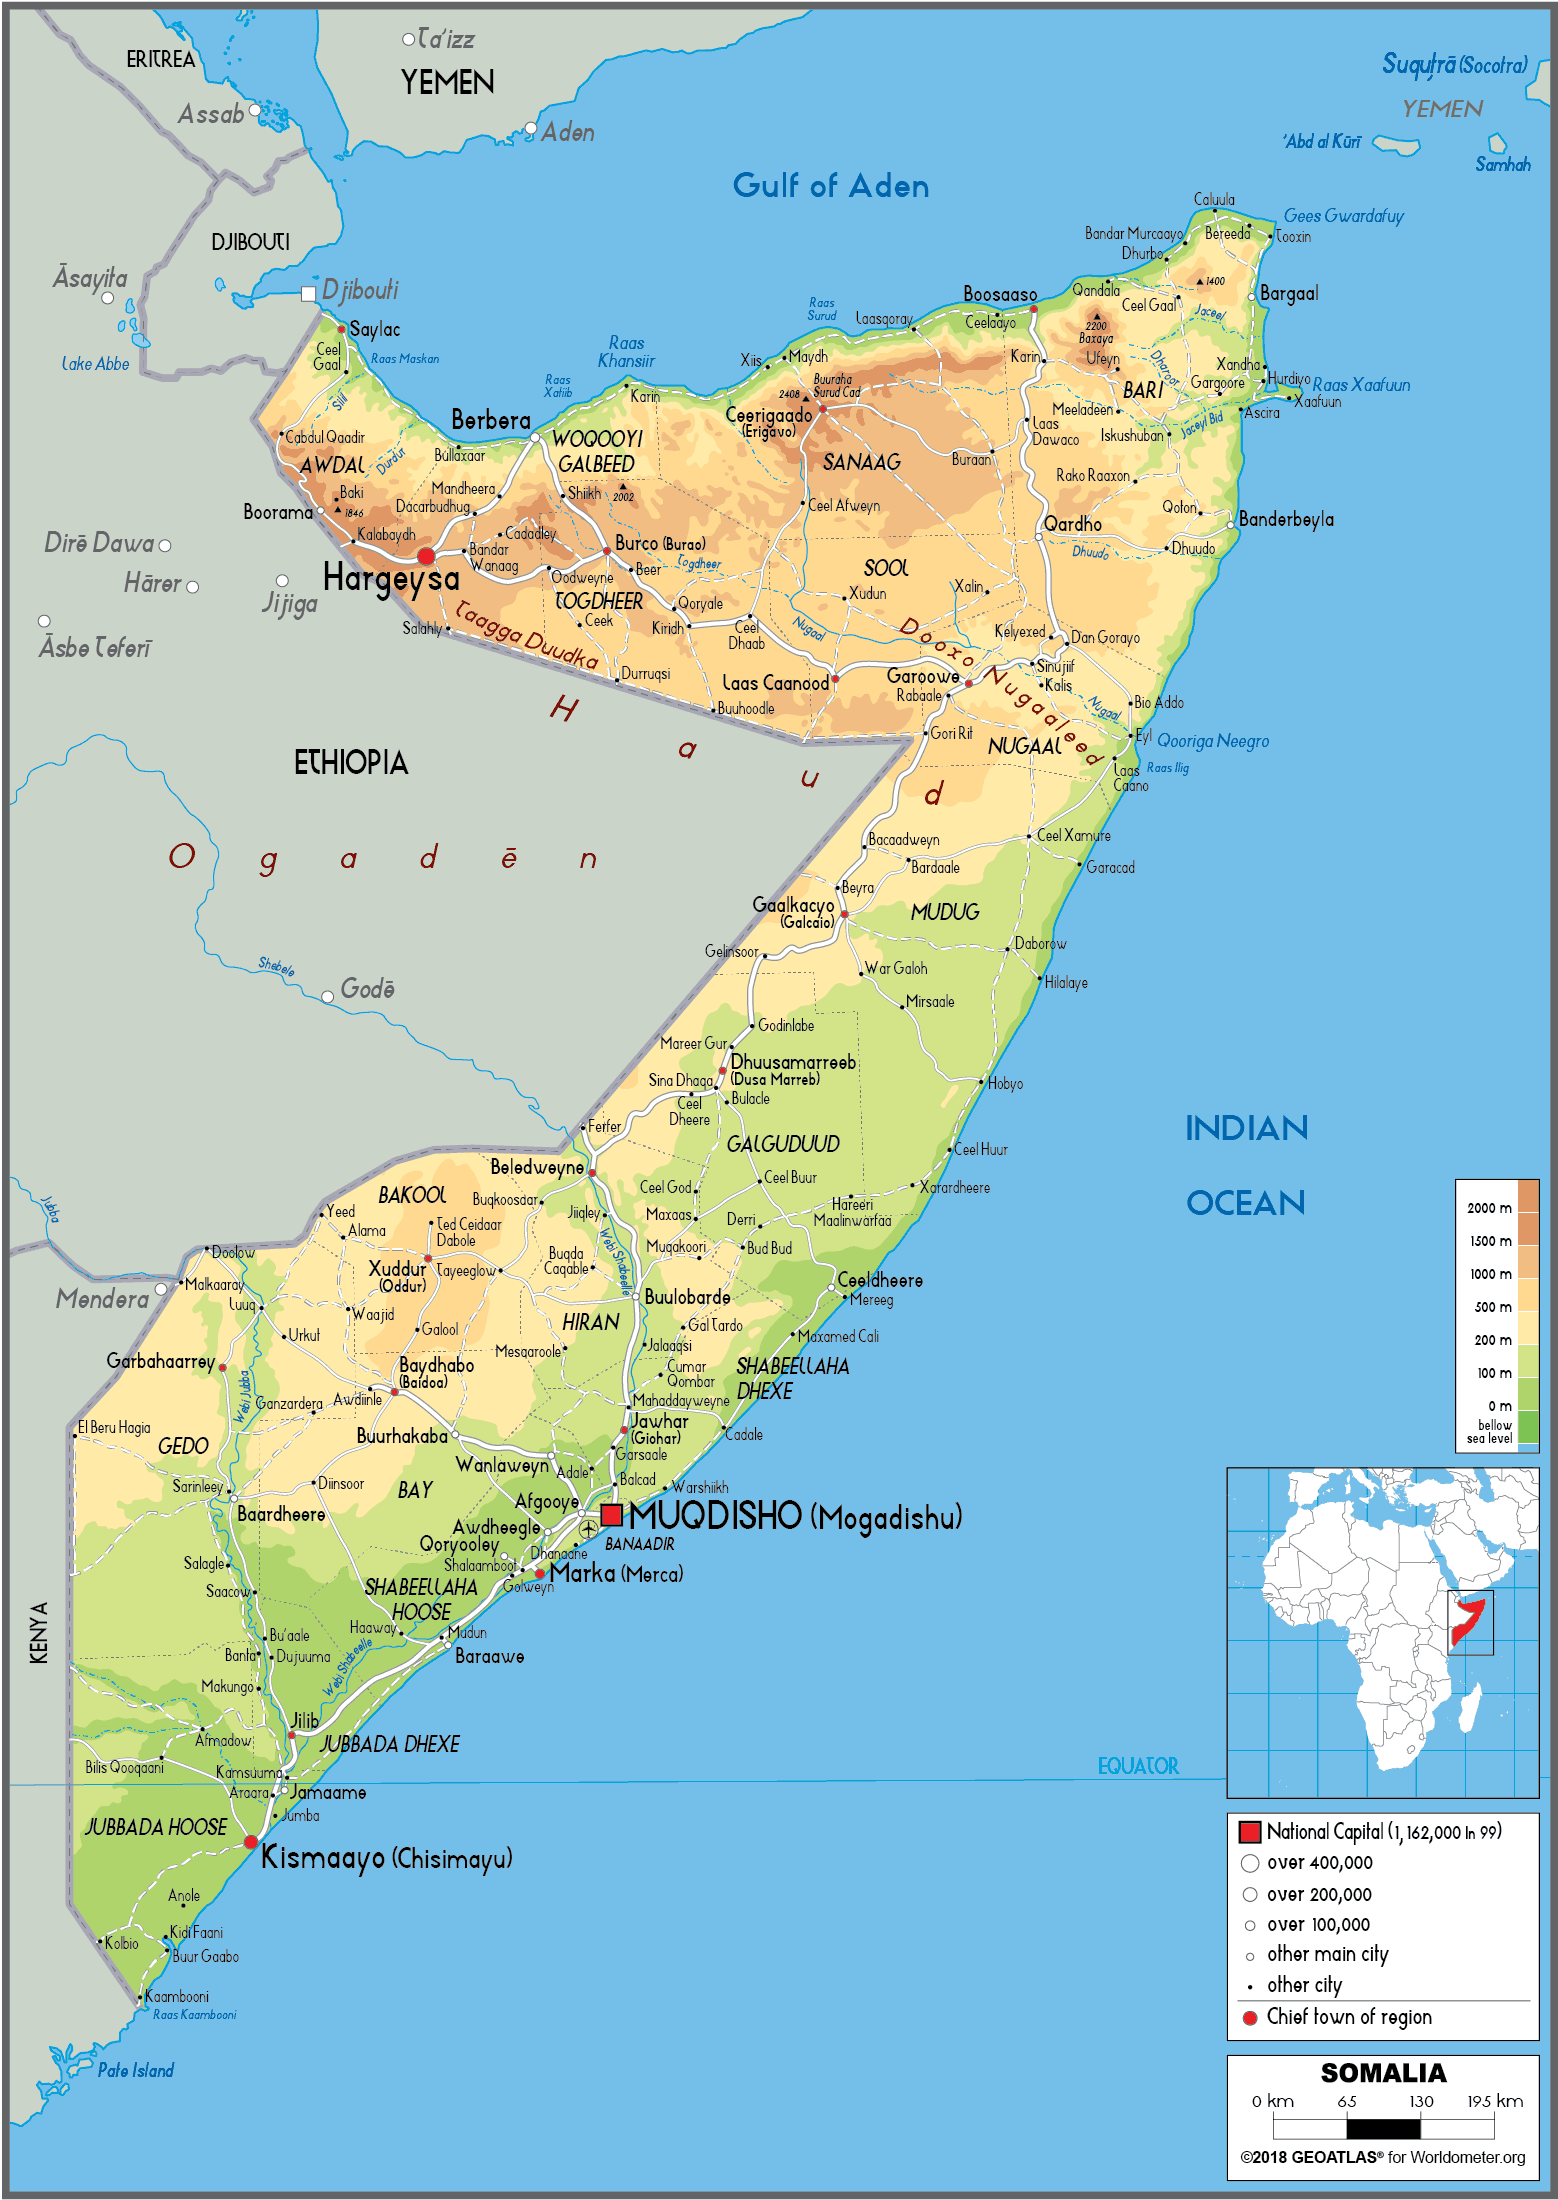 ERITREA
Assab
Ta'izz
YEMEN
Aden
Suquṭrā (Socotra)
YEMEN
'Abd al Kūrī
Samhah
Gulf of Aden
DJIBOUTI
Āsayita
Djibouti
Lake Abbe
Caluula
Gees Gwardafuy
Bandar Murcaayo
Bereeda
Tooxin
Dhurbo
Qandala
1400
Ceel Gaal
Bargaal
Jaceel
Boosaaso
Ceelaayo
Raas
Surud
Laasqoray
2200
Baxaya
Saylac
Ceel
Gaal
Raas Maskan
Raas
Khansiir
Raas
Xatiib
Karin
Xiis
Maydh
Buuraha
Surud Cad
2408
Karin
Ufeyn
Dharoor
Xandha
Hurdiyo
Raas Xaafuun
Gargoore
Xaafuun
BARI
Meeladeen
Ascira
Silil
Berbera
WOQOOYI
GALBEED
Ceerigaado
(Erigavo)
Laas
Dawaco
Iskushuban
Jaceyl Bid
Cabdul Qaadir
AWDAL
Durdur
Bullaxaar
SANAAG
Buraan
Rako Raaxon
Baki
1846
Mandheera
Shiikh
2002
Boorama
Dacarbudhug
Ceel Afweyn
Qoton
Banderbeyla
Qardho
Kalabaydh
Cadadley
Burco (Burao)
Dhuudo
Dhuudo
Dirē Dawa
Hargeysa
Bandar
Wanaag
Oodweyne
Beer
Togdheer
SOOL
Hārer
Jijiga
TOGDHEER
Qoryale
Xudun
Xalin
Āsbe Teferī
Salahly
Taagga Duudka
Ceek
Kiridh
Ceel
Dhaab
Nugaal
Dooxo Nugaaleed
Kelyexed
Dan Gorayo
Durruqsi
Laas Caanood
Garoowe
Rabaale
Sinujiif
Kalis
Nugaal
Bio Addo
Buuhoodle
Gori Rit
NUGAAL
Eyl
Qooriga Neegro
Haud
ETHIOPIA
Laas
Caano
Raas Ilig
Ogadēn
Bacaadweyn
Bardaale
Ceel Xamure
Garacad
Beyra
Gaalkacyo
(Galcaio)
MUDUG
Gelinsoor
Daborow
War Galoh
Hilalaye
Shebele
Godē
Mirsaale
Godinlabe
Mareer Gur
Dhuusamarreeb
(Dusa Marreb)
Sina Dhaqa
Bulacle
Ceel
Dheere
Hobyo
Ferfer
GALGUDUUD
Ceel Huur
INDIAN
OCEAN
Beledweyne
BAKOOL
Buqkoosaar
Ceel God
Ceel Buur
Xarardheere
Hareeri
Maalinwarfaa
Jubba
Yeed
Ted Ceidaar
Dabole
Jiiqley
Maxaas
Derri
Alama
Webi Shabeelle
Muqakoori
Bud Bud
Doolow
Xuddur
(Oddur)
Tayeeglow
Buqda
Caqable
Mendera
Malkaaray
Ceeldheere
Mereeg
Luuq
Waajid
Buulobarde
Urkut
Galool
HIRAN
Gal Tardo
Maxamed Cali
Jalaaqsi
Mesqaroole
Garbahaarrey
Baydhabo
(Baidoa)
Cumar
Qombar
SHABEELLAHA
DHEXE
Webi Jubba
Ganzardera
Awdiinle
Mahaddayweyne
El Beru Hagia
GEDO
Buurhakaba
Jawhar
(Giohar)
Cadale
Garsaale
Wanlaweyn
Adale
Sarinleey
Diinsoor
BAY
Balcad
Warshiikh
Baardheere
Afgooye
MUQDISHO (Mogadishu)
Awdheegle
Qoryooley
BANAADIR
Dhanaane
Salagle
Shalaamboot
Marka (Merca)
Saacow
SHABEELLAHA
HOOSE
Golweyn
Haaway
Mudun
Baraawe
Bu'aale
Banta
Dujuuma
Webi Shabeelle
Makungo
KENYA
Jilib
JUBBADA DHEXE
Afmadow
Bilis Qooqaani
Kamsuuma
EQUATOR
Araara
Jamaame
Jumba
JUBBADA HOOSE
Kismaayo (Chisimayu)
Anole
Kolbio
Kidi Faani
Buur Gaabo
Kaambooni
Raas Kaambooni
Pate Island
2000 m
1500 m
1000 m
500 m
200 m
100 m
0 m
bellow
sea level
National Capital (1,162,000 in 99)
over 400,000
over 200,000
over 100,000
other main city
other city
Chief town of region
SOMALIA
0 km 65 130 195 km
©2018 GEOATLAS® for Worldometer.org